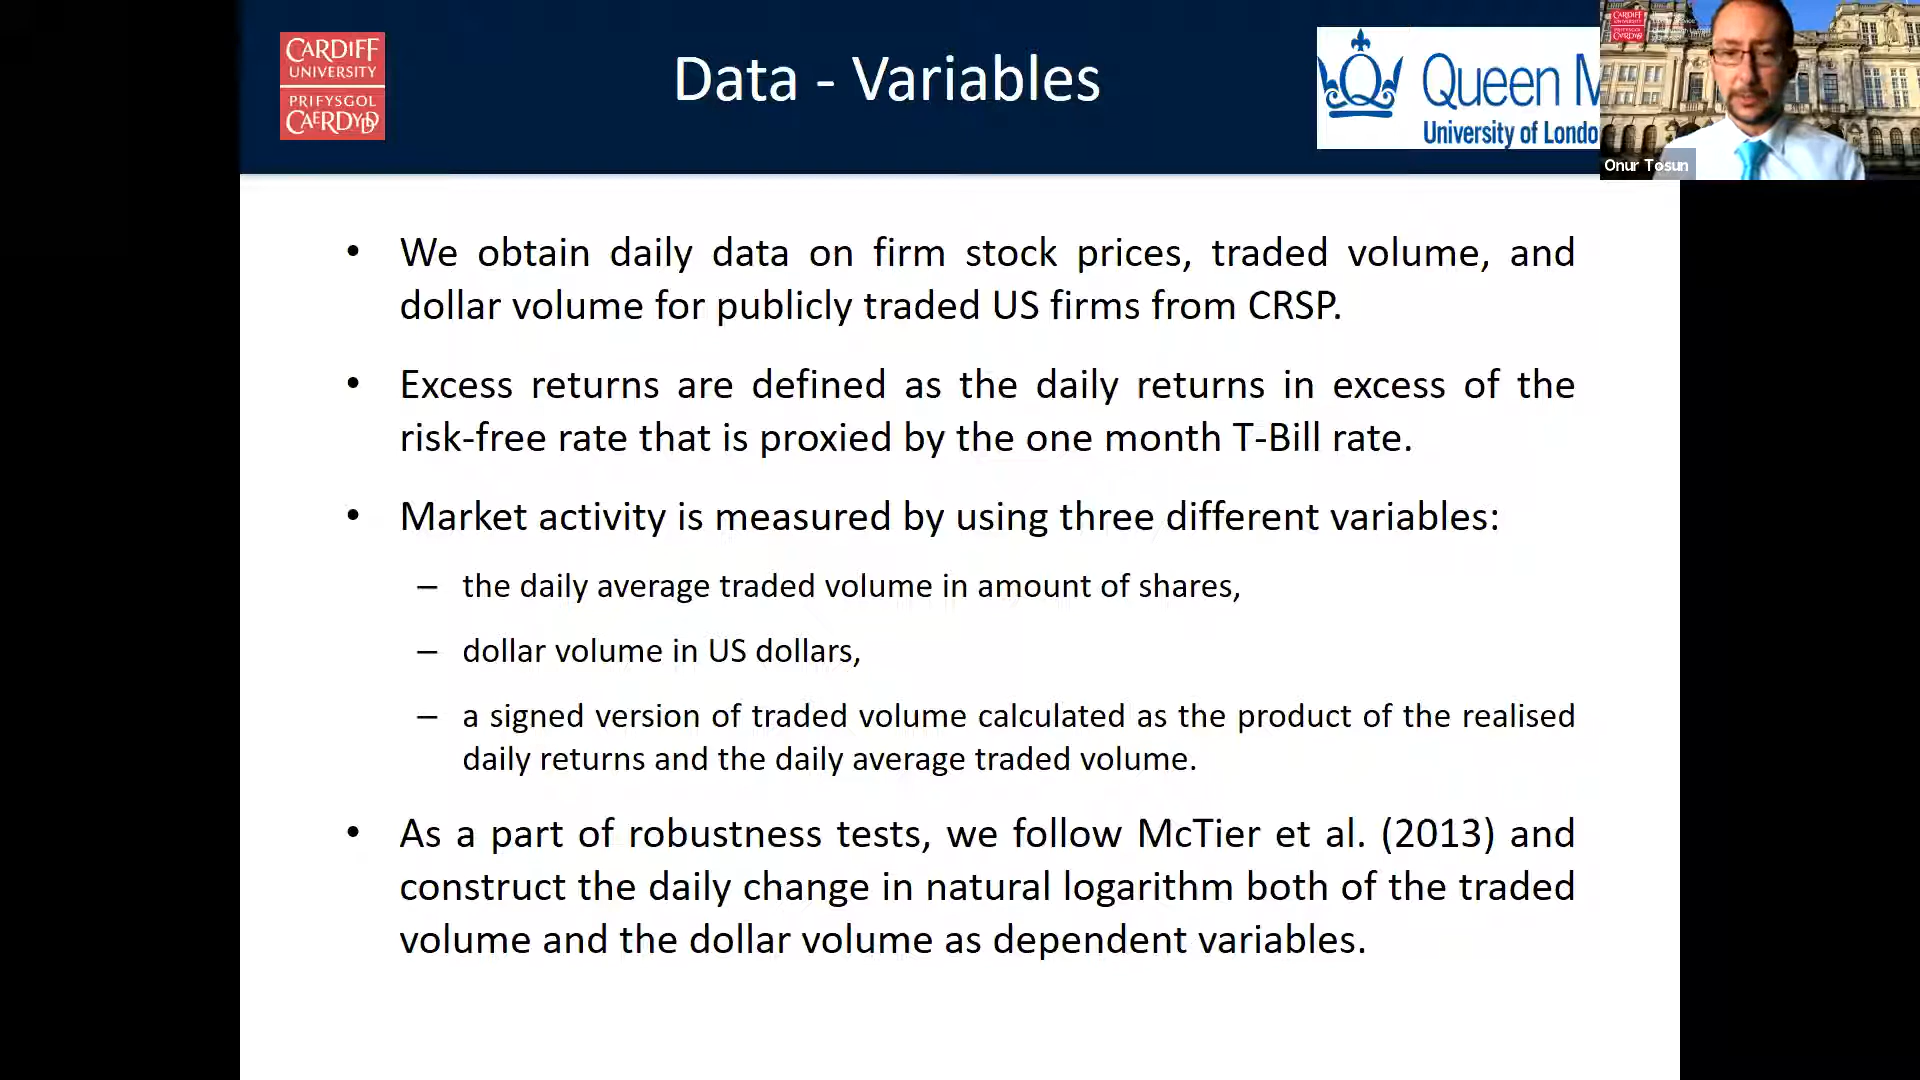 CARDIFF
UNIVERSITY
PRIFYSGOL
CAERDYDD
Data - Variables
Queen M
University of Londo
CARDIFF
UNIVERSITY
PRIFYSGOL
CAERDYDD
Onur Tosun
• We obtain daily data on firm stock prices, traded volume, and
dollar volume for publicly traded US firms from CRSP.
• Excess returns are defined as the daily returns in excess of the
risk-free rate that is proxied by the one month T-Bill rate.
• Market activity is measured by using three different variables:
– the daily average traded volume in amount of shares,
– dollar volume in US dollars,
– a signed version of traded volume calculated as the product of the realised
daily returns and the daily average traded volume.
• As a part of robustness tests, we follow McTier et al. (2013) and
construct the daily change in natural logarithm both of the traded
volume and the dollar volume as dependent variables.